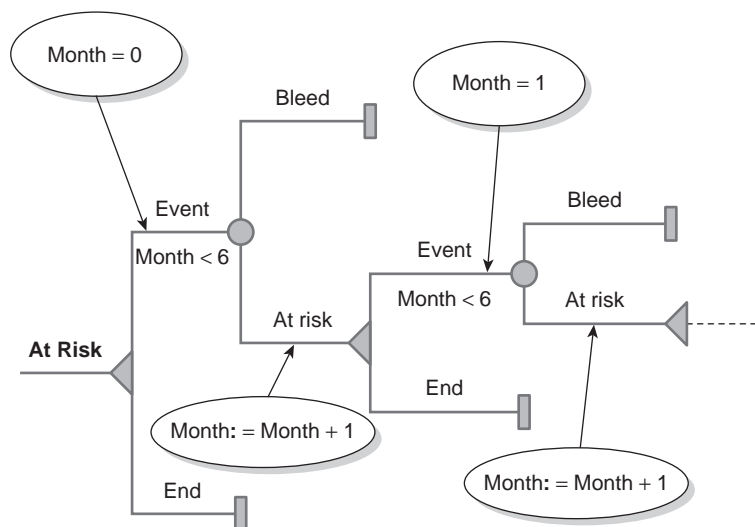 Month = 0
Month = 1
Bleed
Bleed
Event
Month < 6
Event
Month < 6
At risk
At risk
At Risk
End
Month: = Month + 1
Month: = Month + 1
End